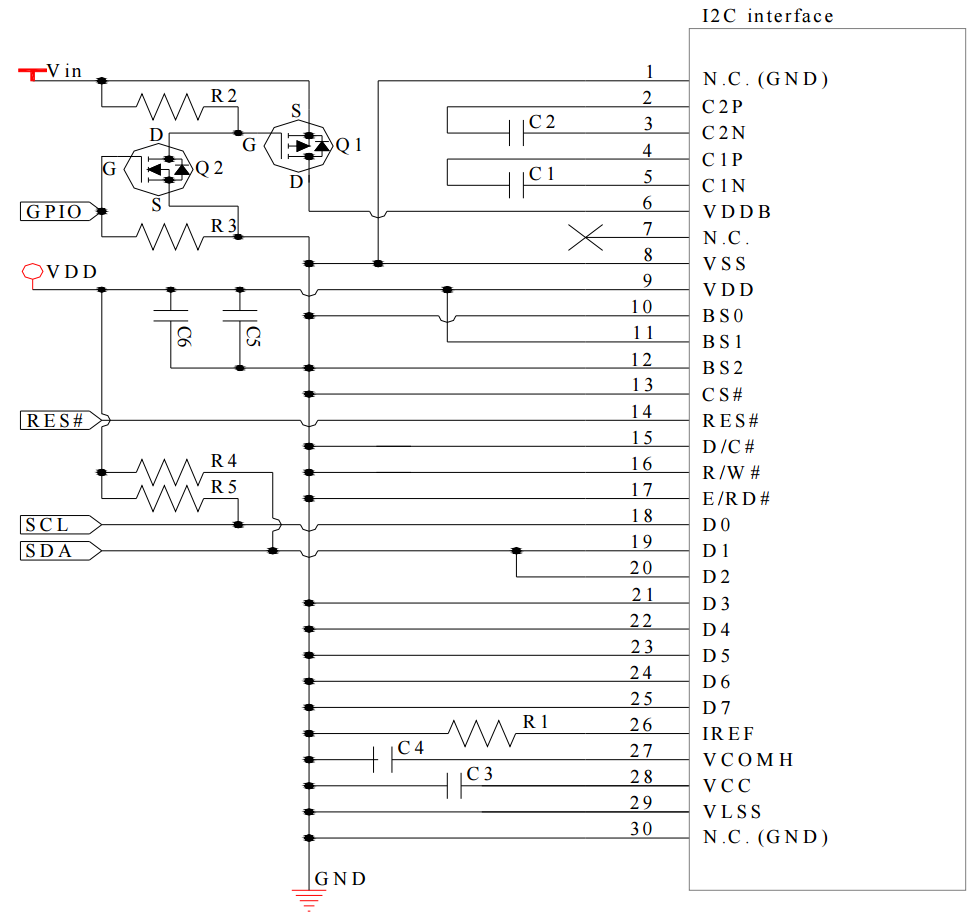 I2C interface
Vin
1 N.C. (GND)
R2
2 C2P
S
C2
3 C2N
D
G
Q1
4 C1P
G
Q2
C1
D
5 C1N
S
GPIO
6 VDDB
R3
7 N.C.
8 VSS
VDD
9 VDD
10 BS0
C6
C5
11 BS1
12 BS2
13 CS#
RES#
14 RES#
15 D/C#
R4
16 R/W#
R5
17 E/RD#
SCL
18 D0
SDA
19 D1
20 D2
21 D3
22 D4
23 D5
24 D6
25 D7
R1
26 IREF
C4
27 VCOMH
C3
28 VCC
29 VLSS
30 N.C. (GND)
GND